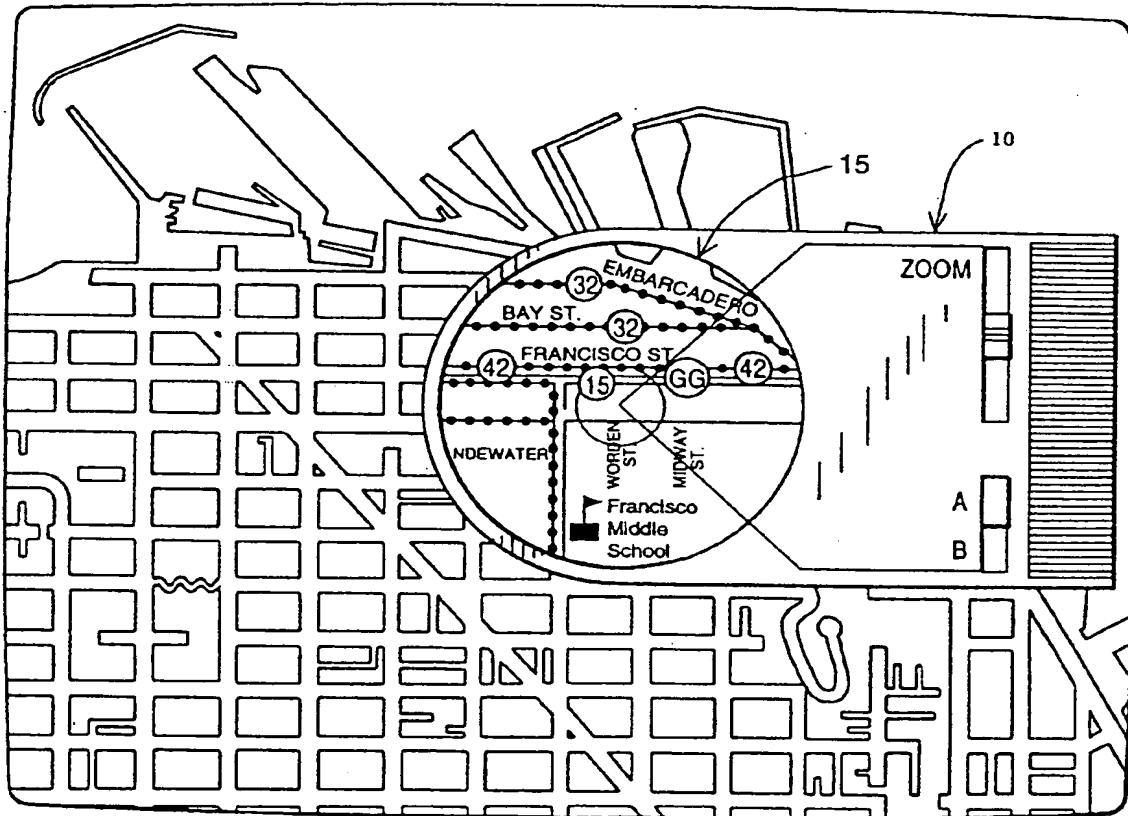 10
15
ZOOM
EMBARCADERO
32
BAY ST.
32
FRANCISCO ST.
42
15
GG
42
NDEWATER
WORDEN
ST.
MIDWAY
ST.
A
B
Francisco
Middle
School